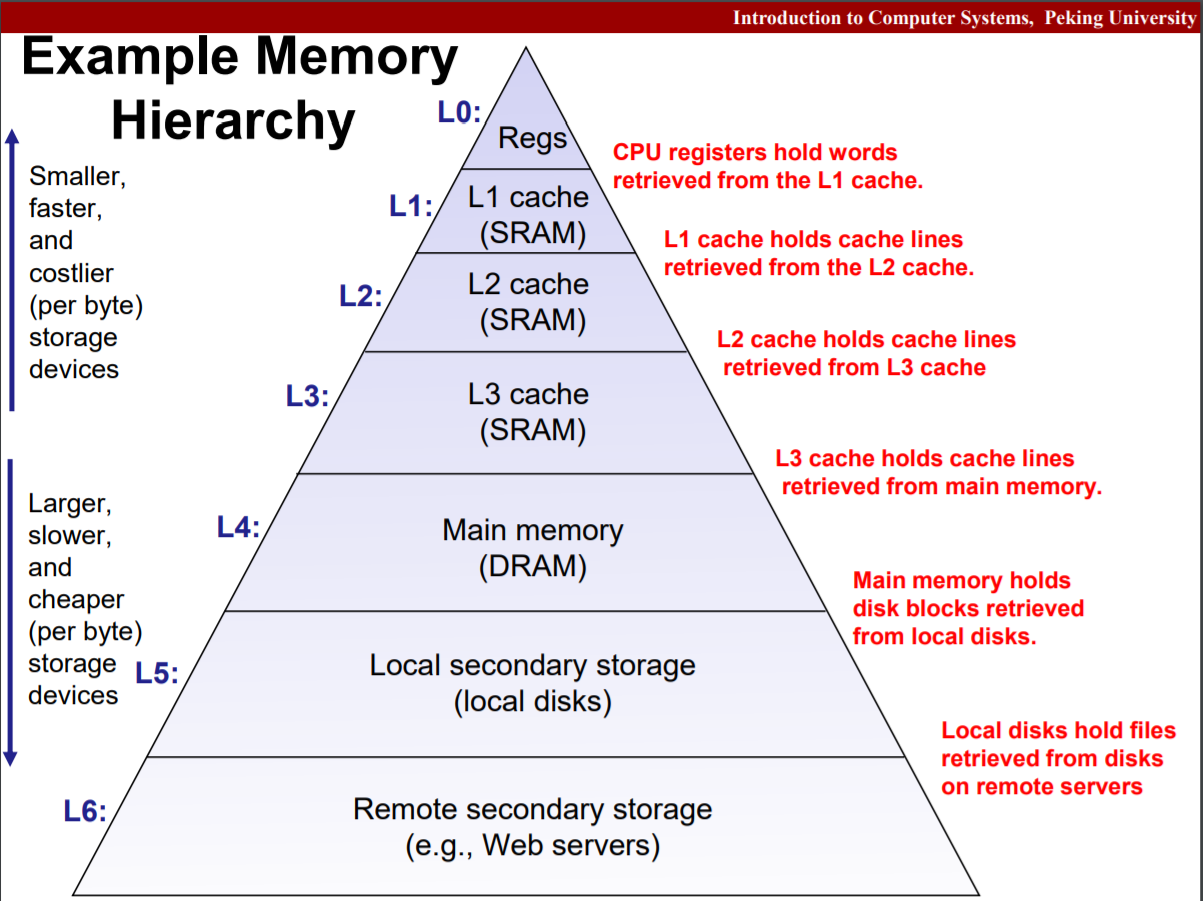 Introduction to Computer Systems, Peking University
Example Memory
Hierarchy
Smaller,
faster,
and
costlier
(per byte)
storage
devices
Larger,
slower,
and
cheaper
(per byte)
storage
devices
L0:
Regs
CPU registers hold words
retrieved from the L1 cache.
L1:
L1 cache
(SRAM)
L1 cache holds cache lines
retrieved from the L2 cache.
L2:
L2 cache
(SRAM)
L2 cache holds cache lines
retrieved from L3 cache
L3:
L3 cache
(SRAM)
L3 cache holds cache lines
retrieved from main memory.
L4:
Main memory
(DRAM)
Main memory holds
disk blocks retrieved
from local disks.
L5:
Local secondary storage
(local disks)
Local disks hold files
retrieved from disks
on remote servers
L6:
Remote secondary storage
(e.g., Web servers)